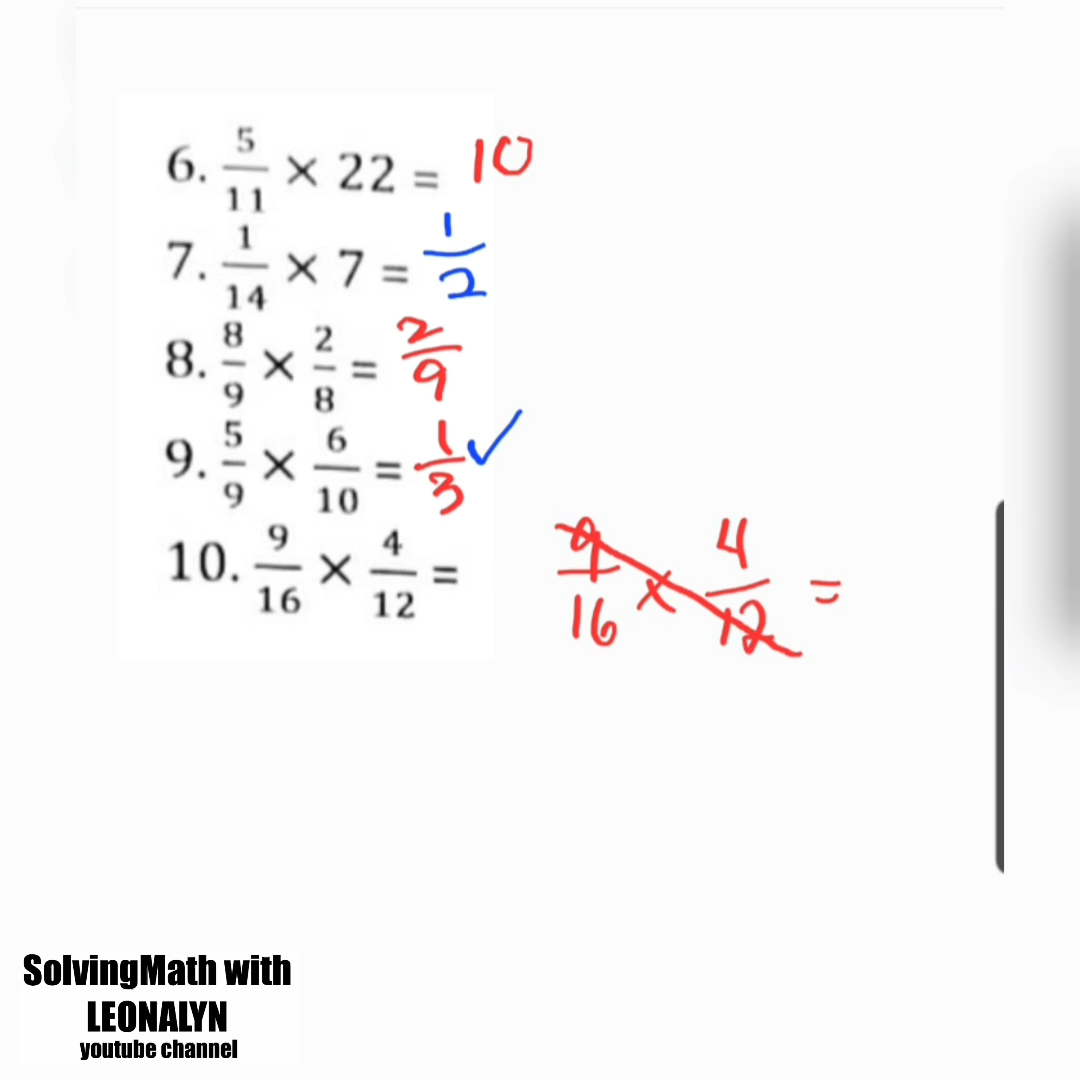 6. 5/11 × 22 = 10
7. 1/14 × 7 = 1/2
8. 8/9 × 2/8 = 2/9
9. 5/9 × 6/10 = 1/3 ✓
10. 9/16 × 4/12 =
9/16 × 4/12 =
SolvingMath with
LEONALYN
youtube channel